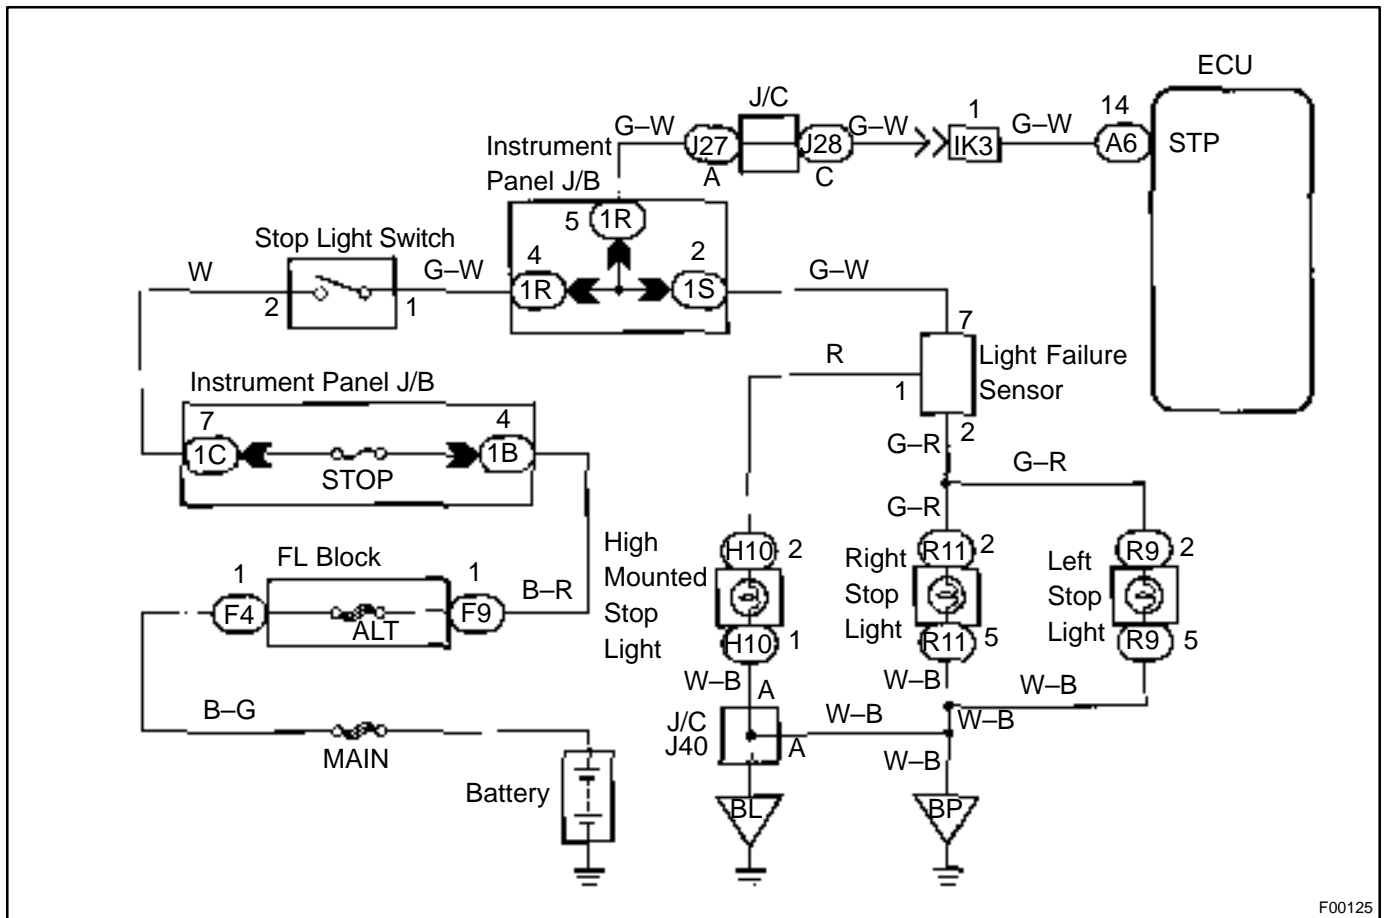 ECU
J/C
1
14
G–W
J27
J28
G–W
IK3
G–W
A6
STP
A
C
Instrument
Panel J/B
5
1R
Stop Light Switch
W
2
1
G–W
4
1R
2
1S
G–W
7
Light Failure
Sensor
R
1
2
Instrument Panel J/B
7
1C
STOP
4
1B
G–R
G–R
G–R
FL Block
1
F4
ALT
1
F9
B–R
High
Mounted
Stop
Light
H10
2
H10
1
Right
Stop
Light
R11
2
R11
5
Left
Stop
Light
R9
2
R9
5
W–B
A
W–B
W–B
B–G
MAIN
J/C
J40
A
W–B
W–B
W–B
Battery
BL
BP
F00125